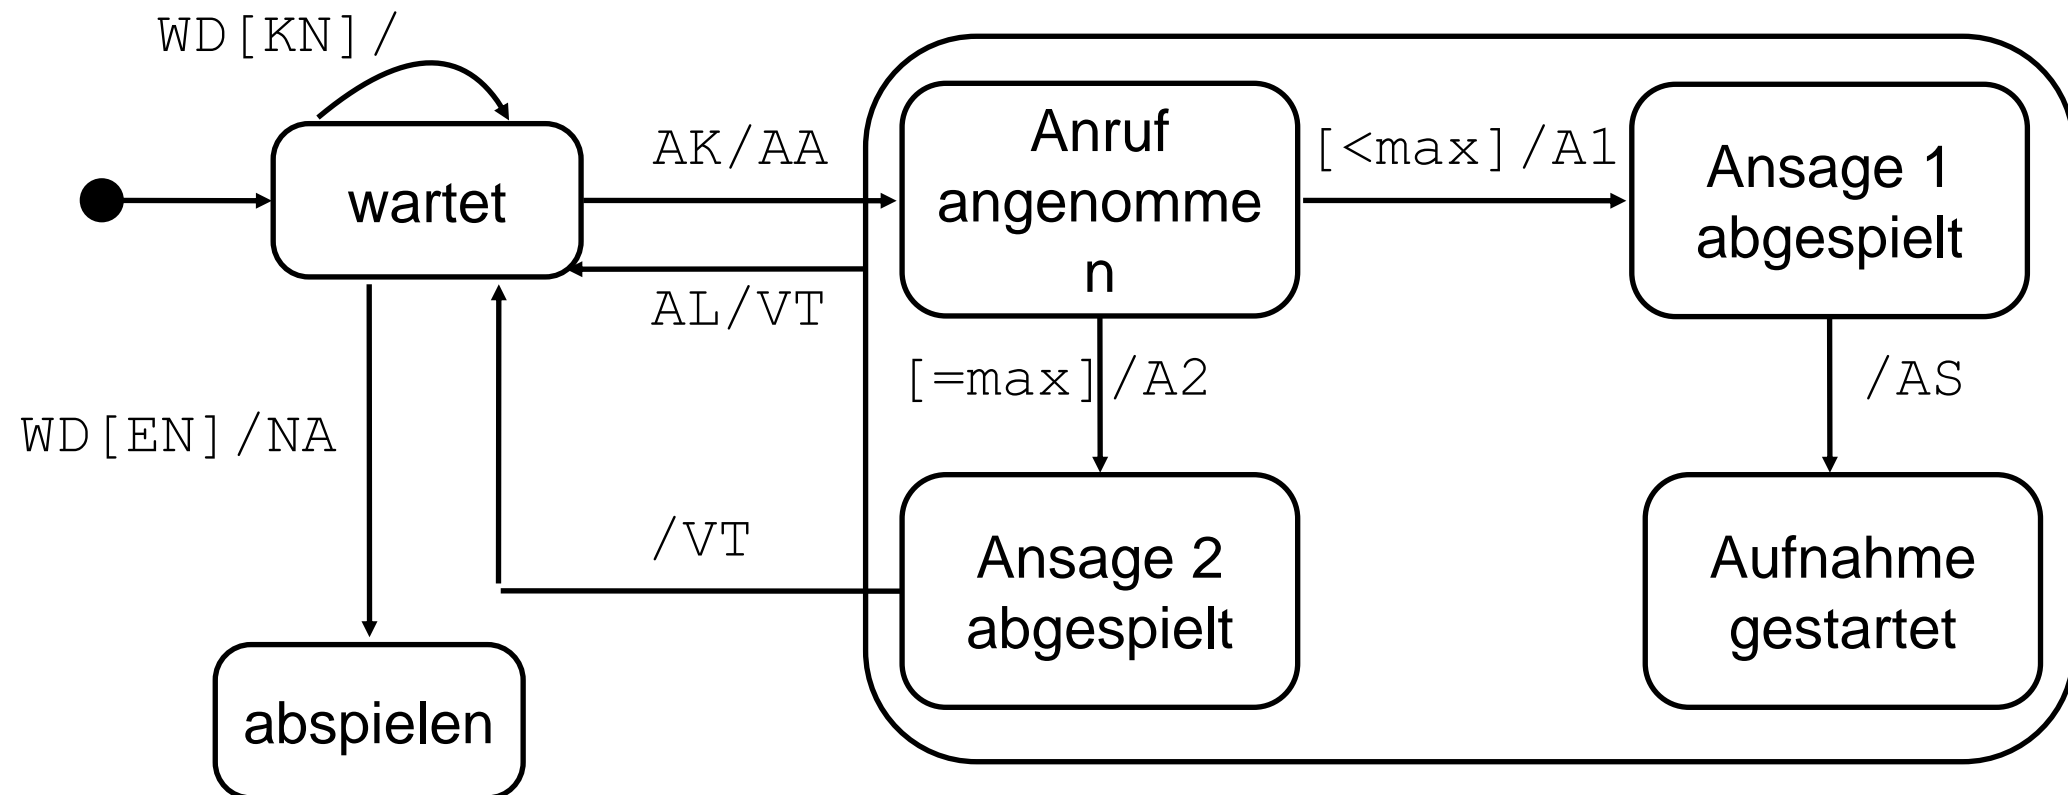 WD[KN]/
wartet
AK/AA
AL/VT
Anruf
angenomme
n
[<max]/A1
Ansage 1
abgespielt
[=max]/A2
/AS
WD[EN]/NA
/VT
Ansage 2
abgespielt
Aufnahme
gestartet
abspielen